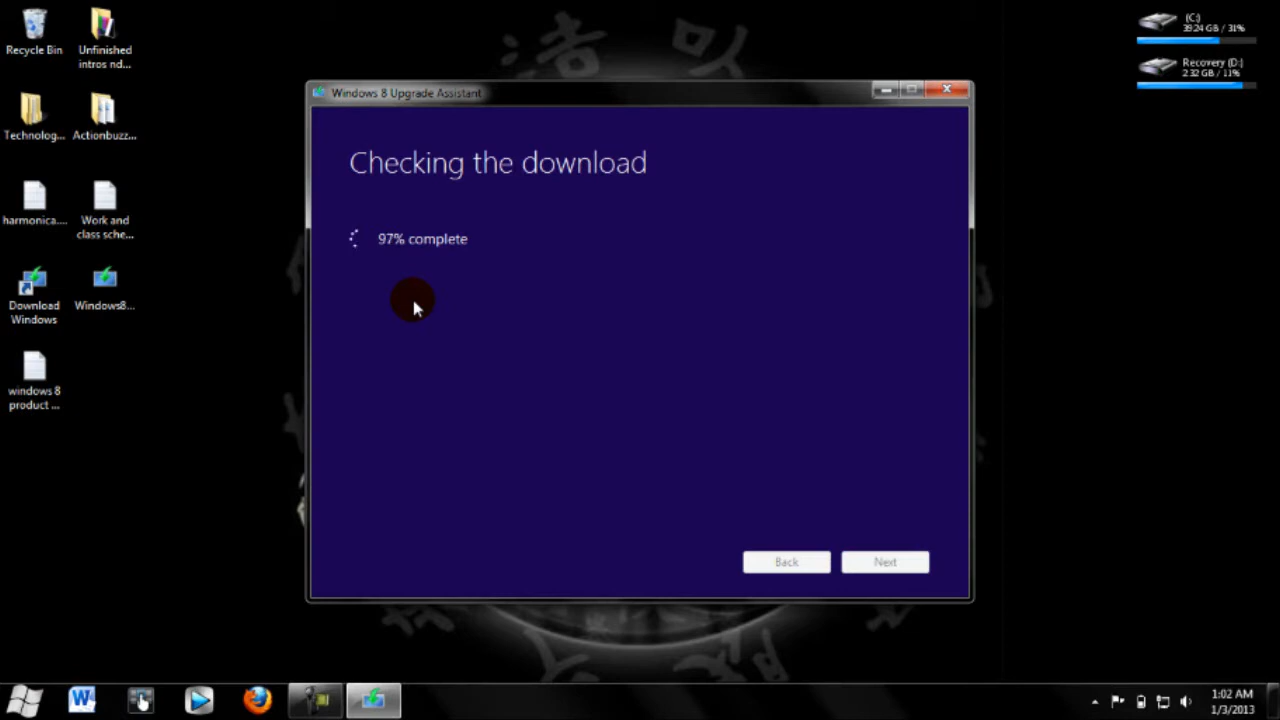 Recycle Bin
Unfinished
intros nd...
Technolog...
Actionbuzz...
harmonica....
Work and
class sche...
Download
Windows
Windows8...
windows 8
product ...
(C:)
39.24 GB / 31%
Recovery (D:)
2.32 GB / 11%
Windows 8 Upgrade Assistant
Checking the download
97% complete
Back
Next
1:02 AM
1/3/2013